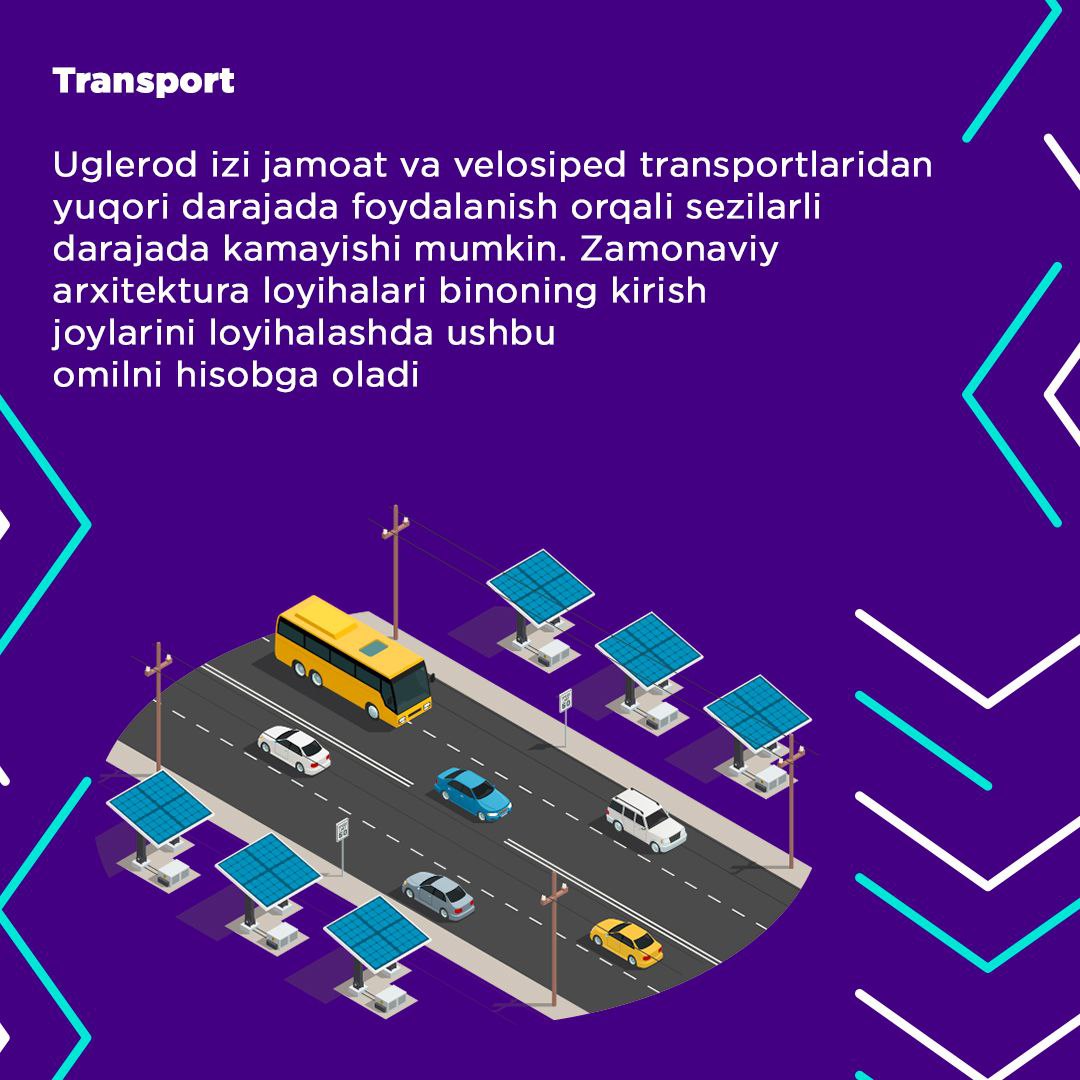 Transport
Uglerod izi jamoat va velosiped transportlaridan
yuqori darajada foydalanish orqali sezilarli
darajada kamayishi mumkin. Zamonaviy
arxitektura loyihalari binoning kirish
joylarini loyihalashda ushbu
omilni hisobga oladi